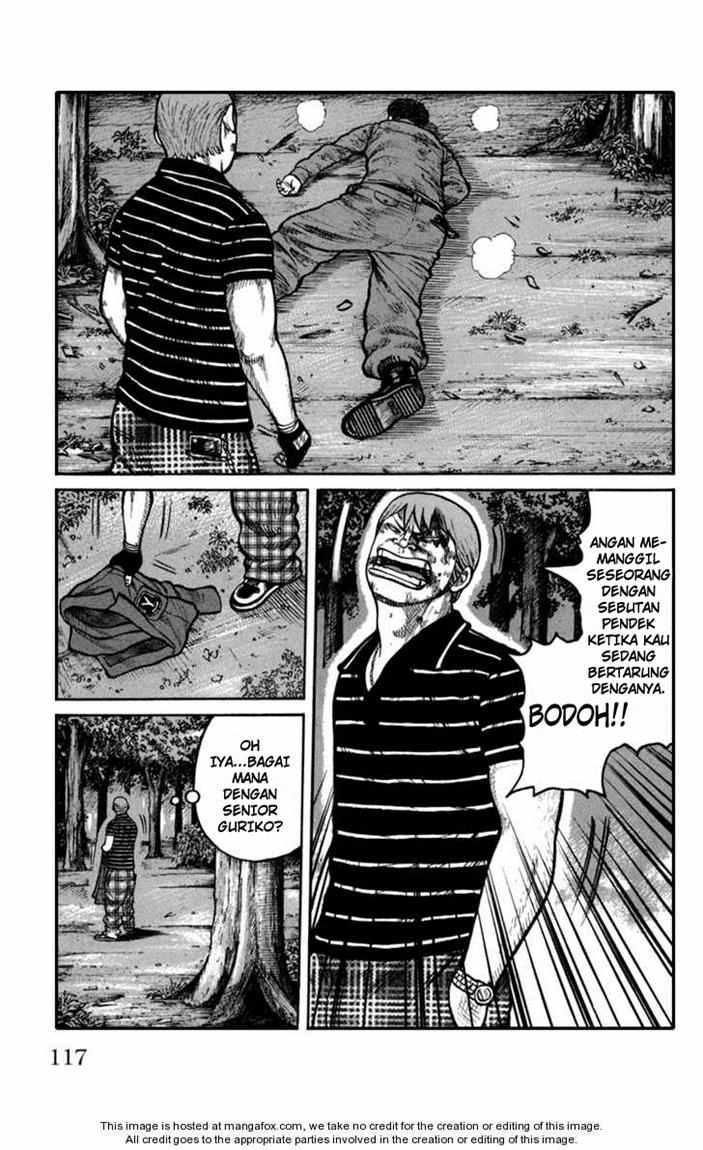 ANGAN ME-
MANGGIL
SESEORANG
DENGAN
SEBUTAN
PENDEK
KETIKA KAU
SEDANG
BERTARUNG
DENGANYA.
BODOH!!
OH
IYA...BAGAI
MANA
DENGAN
SENIOR
GURIKO?
117
This image is hosted at mangafox.com, we take no credit for the creation or editing of this image.
All credit goes to the appropriate parties involved in the creation or editing of this image.